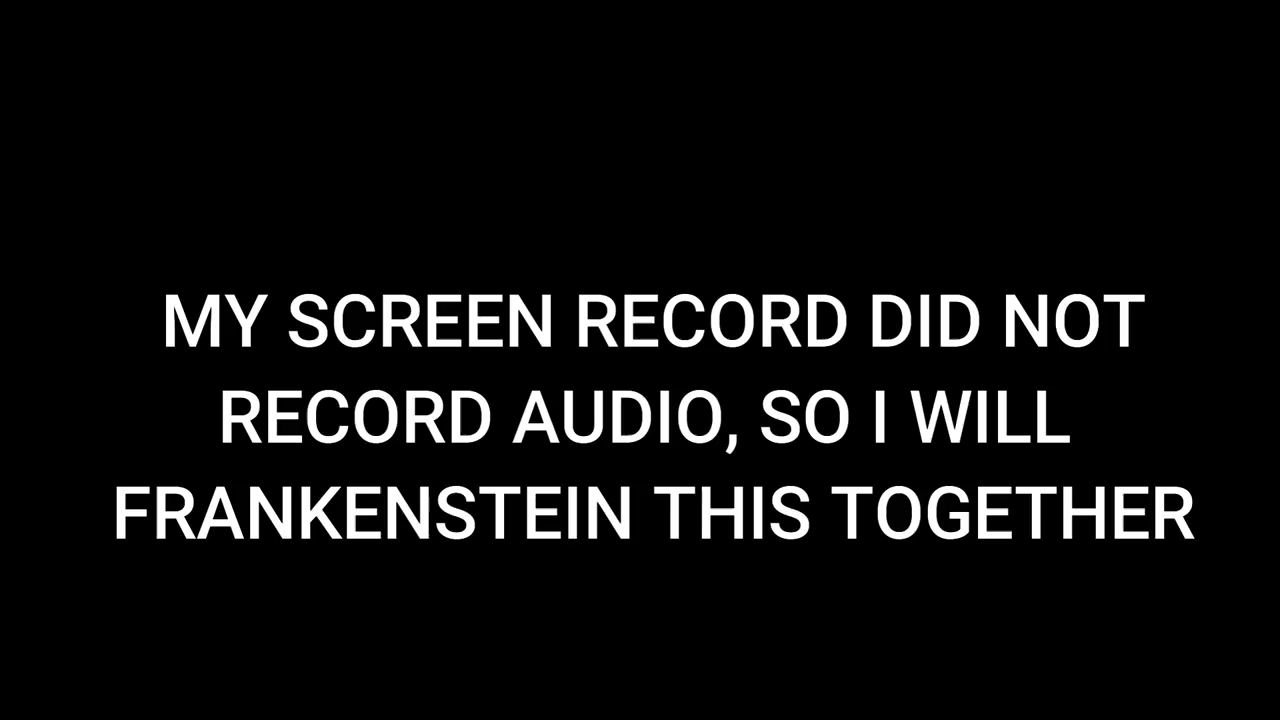 MY SCREEN RECORD DID NOT
RECORD AUDIO, SO I WILL
FRANKENSTEIN THIS TOGETHER